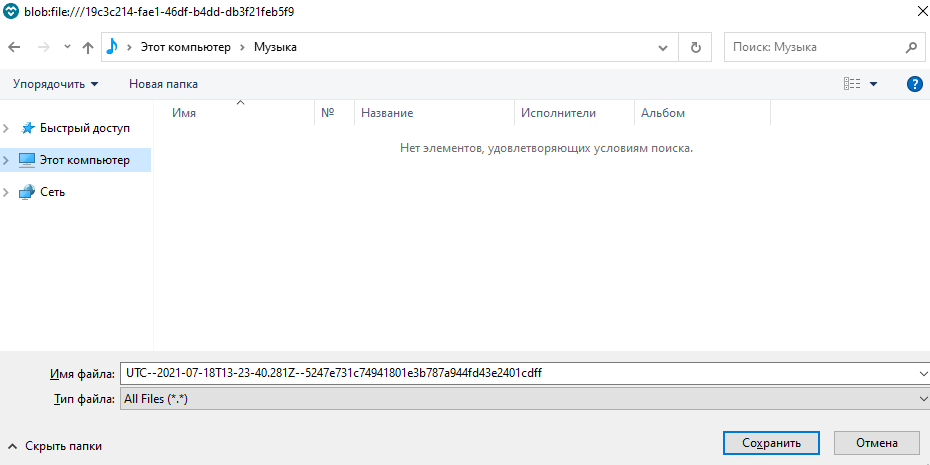 blob:file:///19c3c214-fae1-46df-b4dd-db3f21feb5f9
Этот компьютер Музыка Поиск: Музыка
Упорядочить Новая папка ?
Имя № Название Исполнители Альбом
Быстрый доступ
Этот компьютер
Сеть
Нет элементов, удовлетворяющих условиям поиска.
Имя файла: UTC--2021-07-18T13-23-40.281Z--5247e731c74941801e3b787a944fd43e2401cdff
Тип файла: All Files (*.*)
Скрыть папки Сохранить Отмена